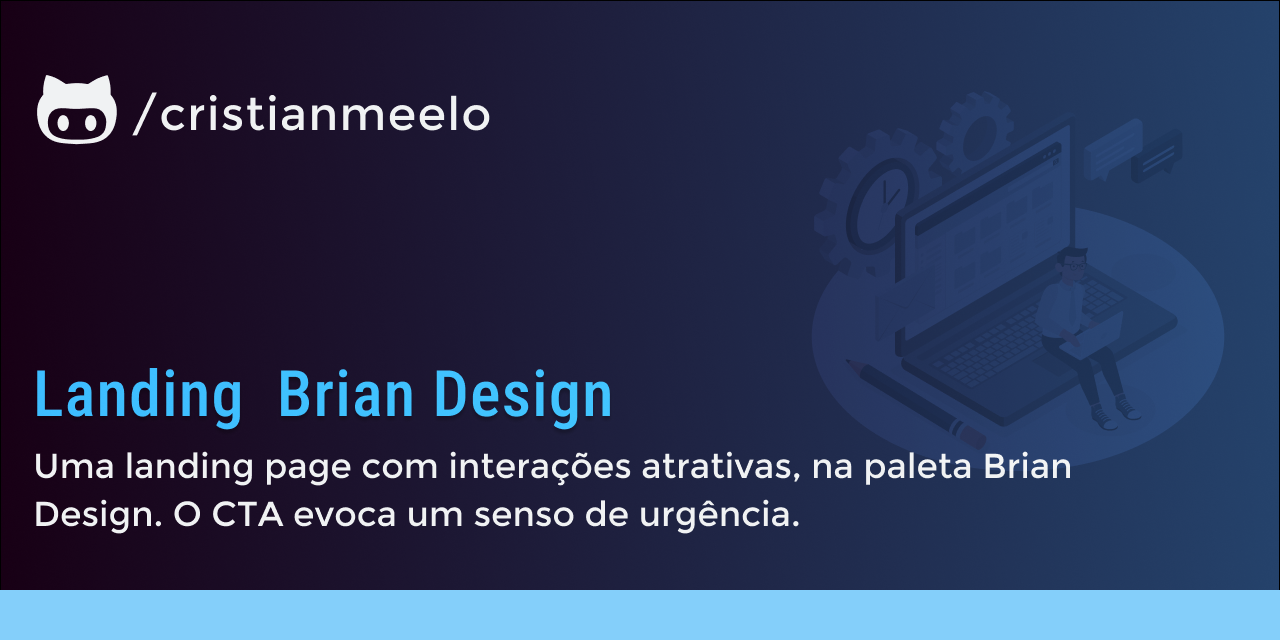 /cristianmeelo
Landing Brian Design
Uma landing page com interações atrativas, na paleta Brian
Design. O CTA evoca um senso de urgência.